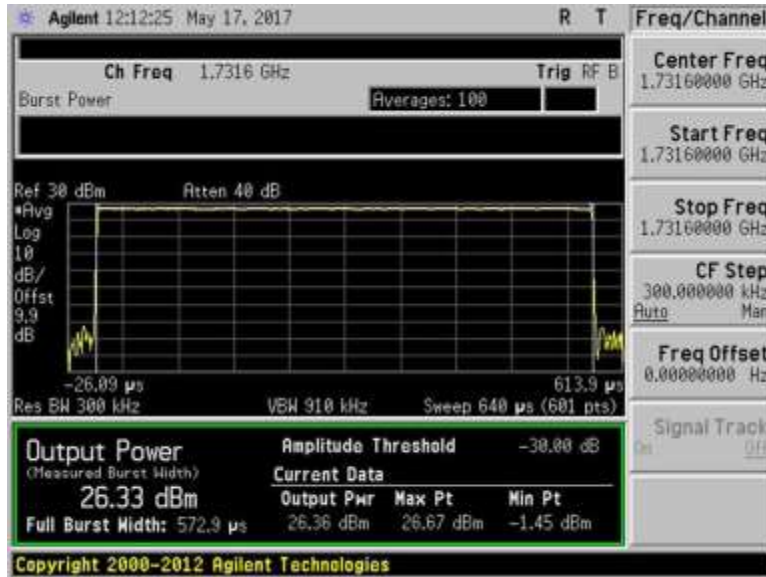 Agilent 12:12:25 May 17, 2017 R T
Freq/Channel
Ch Freq 1.7316 GHz Trig RF B
Burst Power Averages: 100
Center Freq
1.73160000 GHz
Start Freq
1.73160000 GHz
Stop Freq
1.73160000 GHz
CF Step
300.000000 kHz
Auto Man
Freq Offset
0.00000000 Hz
Signal Track
On Off
Ref 30 dBm Atten 40 dB
*Avg
Log
10
dB/
Offst
9.9
dB
-26.09 µs 613.9 µs
Res BW 300 kHz VBW 910 kHz Sweep 640 µs (601 pts)
Output Power
(Measured Burst Width)
26.33 dBm
Full Burst Width: 572.9 µs
Amplitude Threshold -30.00 dB
Current Data
Output Pwr Max Pt Min Pt
26.36 dBm 26.67 dBm -1.45 dBm
Copyright 2000-2012 Agilent Technologies